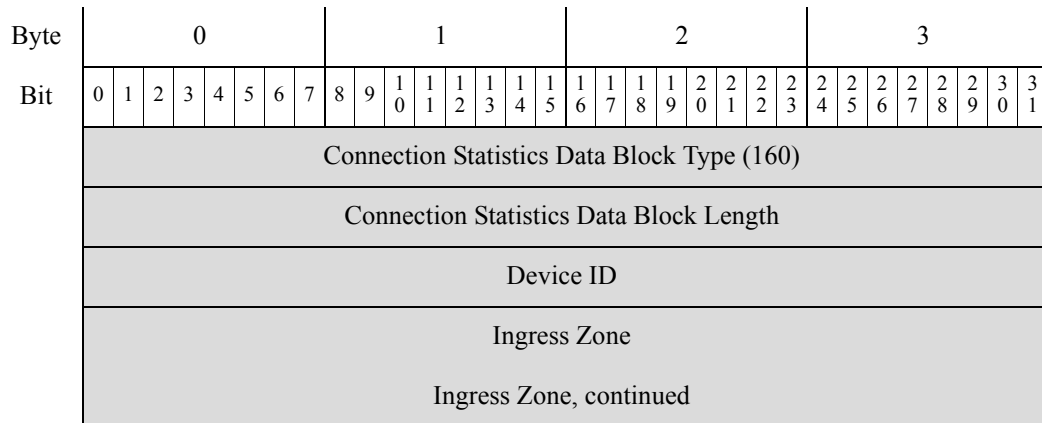 Byte 0 1 2 3
Bit 0 1 2 3 4 5 6 7 8 9 10 11 12 13 14 15 16 17 18 19 20 21 22 23 24 25 26 27 28 29 30 31
Connection Statistics Data Block Type (160)
Connection Statistics Data Block Length
Device ID
Ingress Zone
Ingress Zone, continued